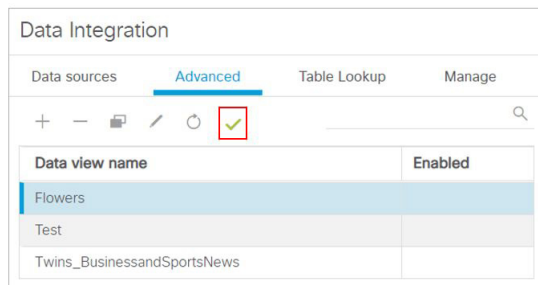 Data Integration
Data sources Advanced Table Lookup Manage
Data view name Enabled
Flowers
Test
Twins_BusinessandSportsNews